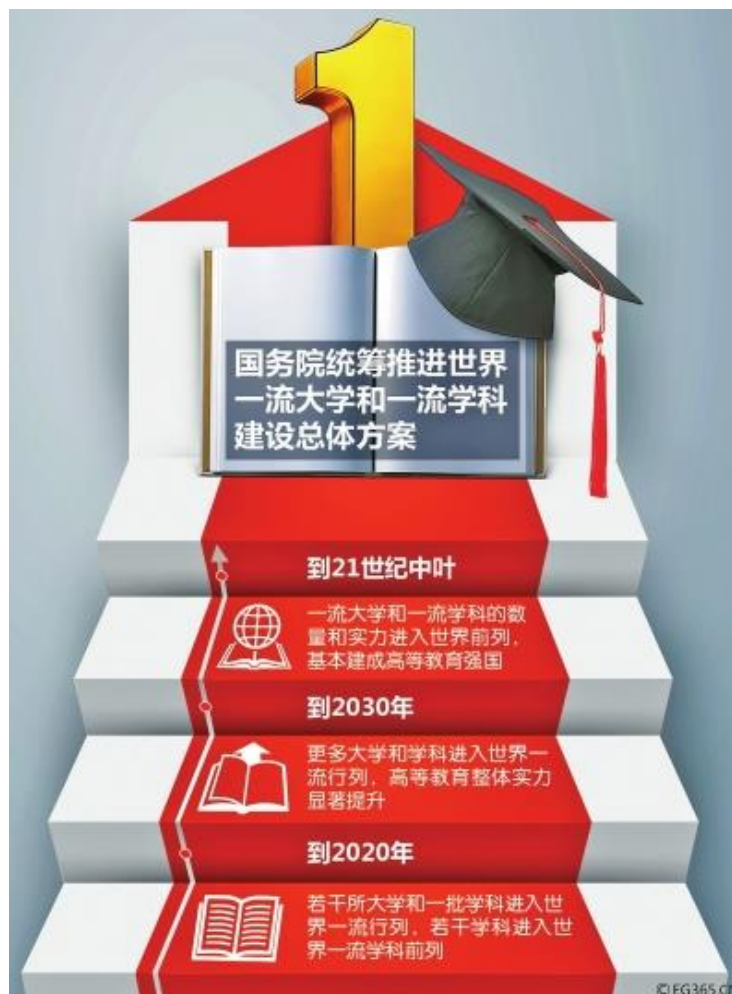 1
国务院统筹推进世界
一流大学和一流学科
建设总体方案
到21世纪中叶
一流大学和一流学科的数
量和实力进入世界前列，
基本建成高等教育强国
到2030年
更多大学和学科进入世界一
流行列，高等教育整体实力
显著提升
到2020年
若干所大学和一批学科进入世
界一流行列，若干学科进入世
界一流学科前列